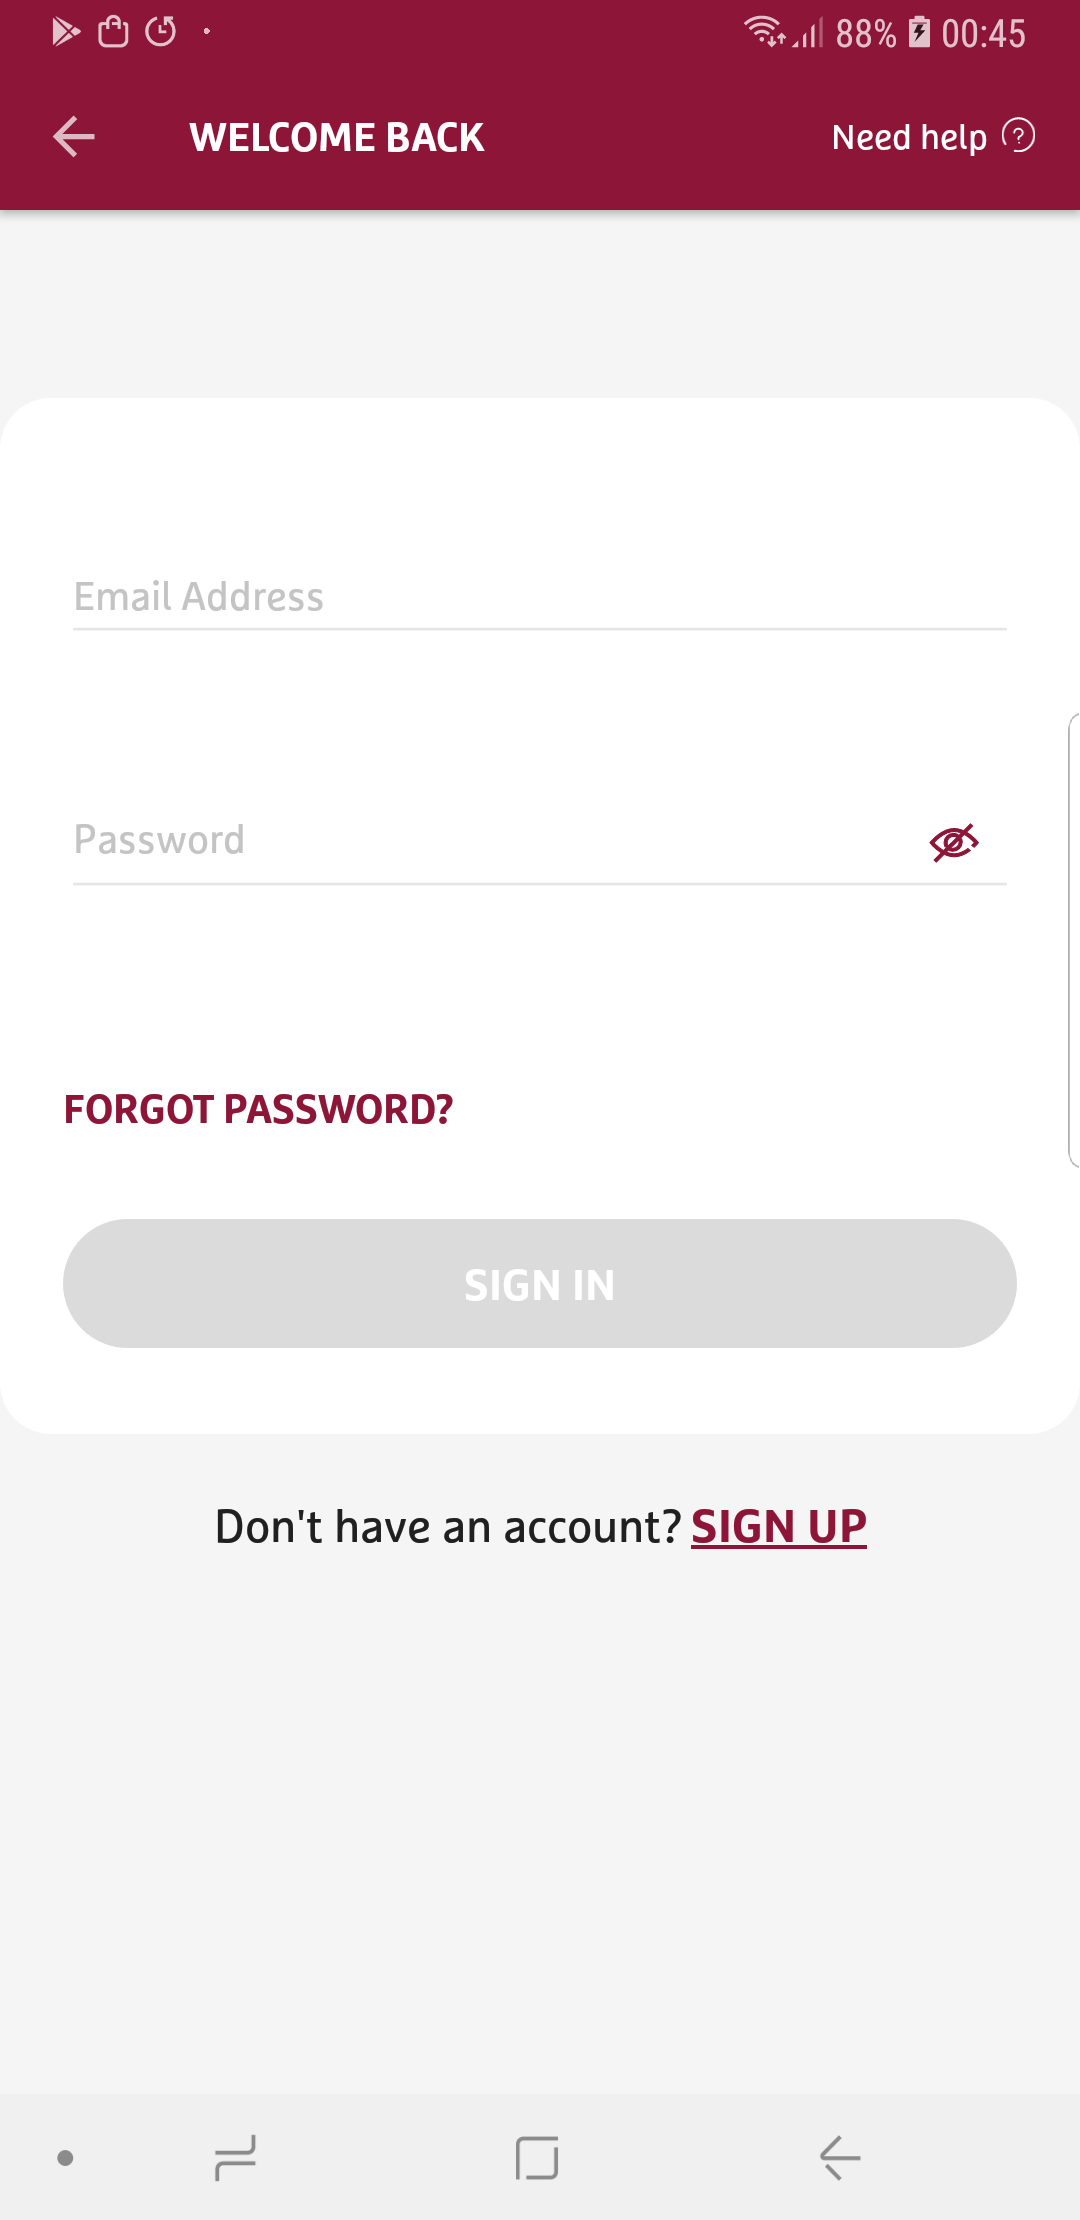 88% 00:45
WELCOME BACK Need help ?
Email Address
Password
FORGOT PASSWORD?
SIGN IN
Don't have an account? SIGN UP